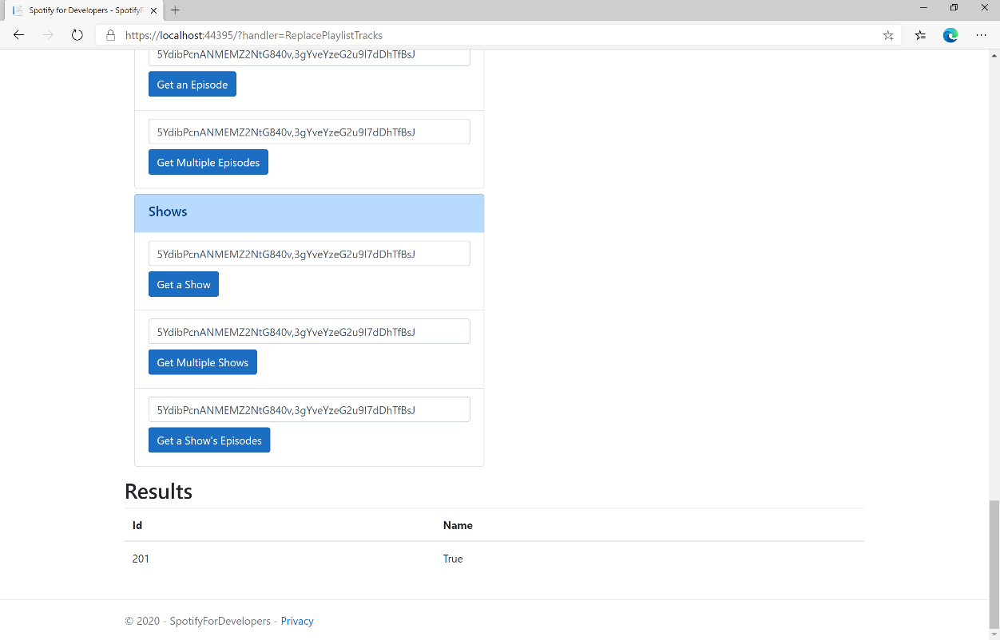 Spotify for Developers - SpotifyF
https://localhost:44395/?handler=ReplacePlaylistTracks
5YdibPcnANMEMZ2NtG840v,3gYveYzeG2u9I7dDhTfBsJ
Get an Episode
5YdibPcnANMEMZ2NtG840v,3gYveYzeG2u9I7dDhTfBsJ
Get Multiple Episodes
Shows
5YdibPcnANMEMZ2NtG840v,3gYveYzeG2u9I7dDhTfBsJ
Get a Show
5YdibPcnANMEMZ2NtG840v,3gYveYzeG2u9I7dDhTfBsJ
Get Multiple Shows
5YdibPcnANMEMZ2NtG840v,3gYveYzeG2u9I7dDhTfBsJ
Get a Show's Episodes
Results
Id Name
201 True
© 2020 - SpotifyForDevelopers - Privacy